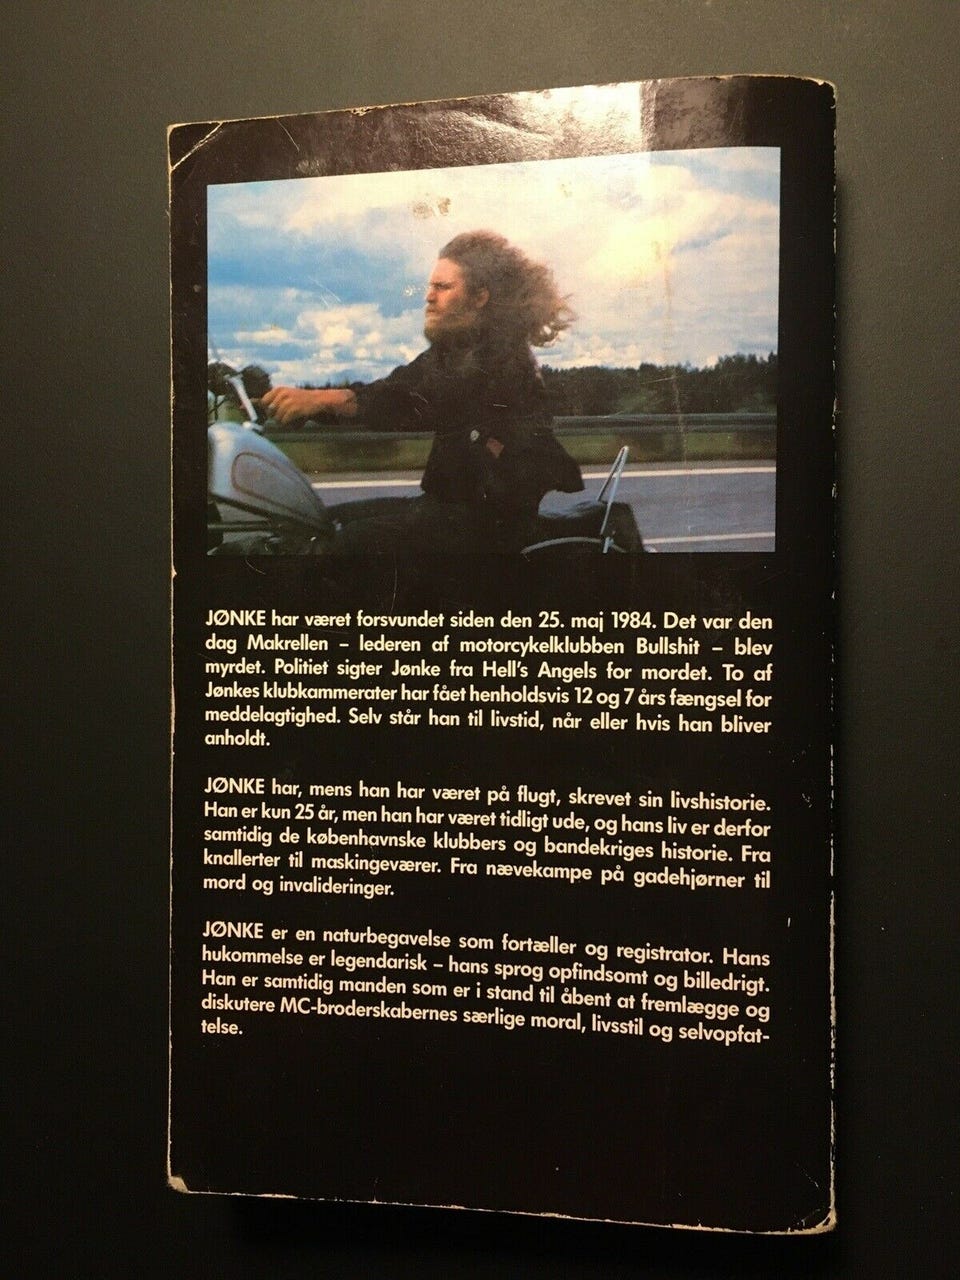 JØNKE har været forsvundet siden den 25. maj 1984. Det var den
dag Makrellen – lederen af motorcykelklubben Bullshit – blev
myrdet. Politiet sigter Jønke fra Hell's Angels for mordet. To af
Jønkes klubkammerater har fået henholdsvis 12 og 7 års fængsel for
meddelagtighed. Selv står han til livstid, når eller hvis han bliver
anholdt.
JØNKE har, mens han har været på flugt, skrevet sin livshistorie.
Han er kun 25 år, men han har været tidligt ude, og hans liv er derfor
samtidig de københavnske klubbers og bandekriges historie. Fra
knallerter til maskingeværer. Fra nævekampe på gadehjørner til
mord og invalideringer.
JØNKE er en naturbegavelse som fortæller og registrator. Hans
hukommelse er legendarisk – hans sprog opfindsomt og billedrigt.
Han er samtidig manden som er i stand til åbent at fremlægge og
diskutere MC-broderskabernes særlige moral, livsstil og selvopfat-
telse.